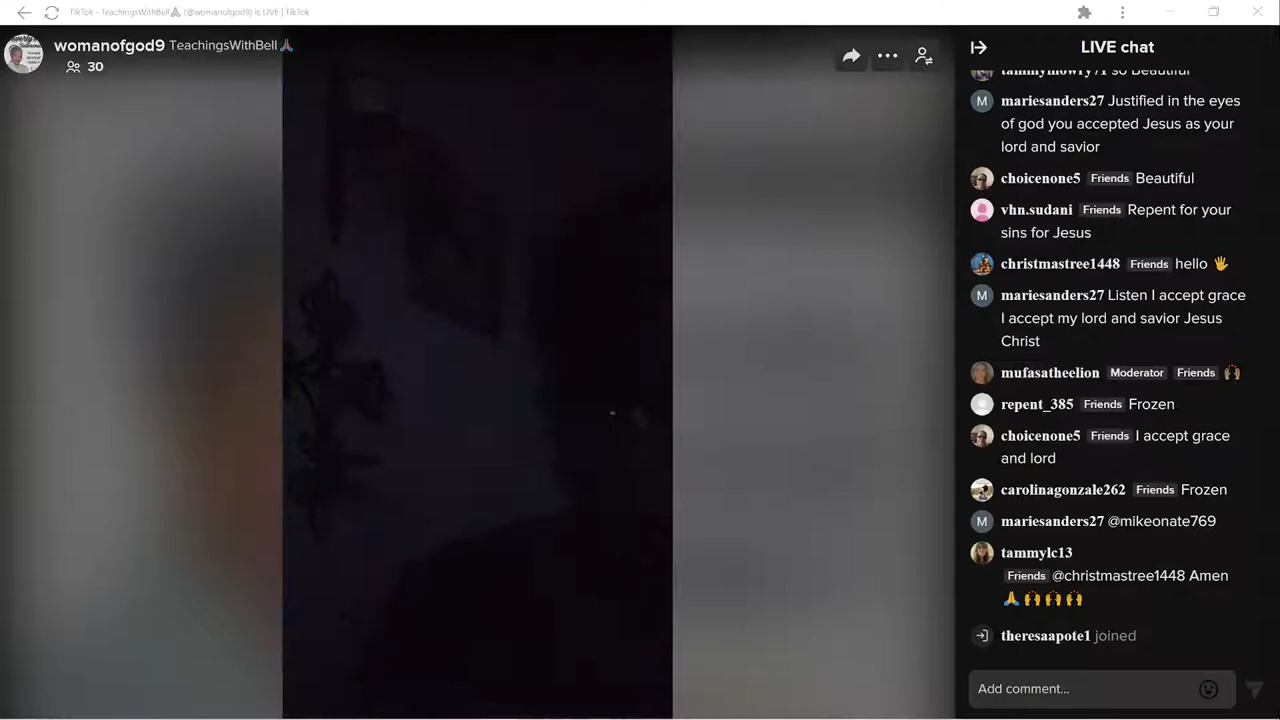 TikTok - TeachingsWithBell🙏 (@womanofgod9) is LIVE | TikTok
womanofgod9 TeachingsWithBell🙏
30
LIVE chat
tammymowry71 so Beautiful
mariesanders27 Justified in the eyes
of god you accepted Jesus as your
lord and savior
choicenone5 Friends Beautiful
vhn.sudani Friends Repent for your
sins for Jesus
christmastree1448 Friends hello 🖐
M
mariesanders27 Listen I accept grace
I accept my lord and savior Jesus
Christ
mufasatheelion Moderator Friends 🙌🏽
repent_385 Friends Frozen
choicenone5 Friends I accept grace
and lord
carolinagonzale262 Friends Frozen
M mariesanders27 @mikeonate769
tammylc13
Friends @christmastree1448 Amen
🙏🙌🙌🙌
theresaapote1 joined
Add comment...